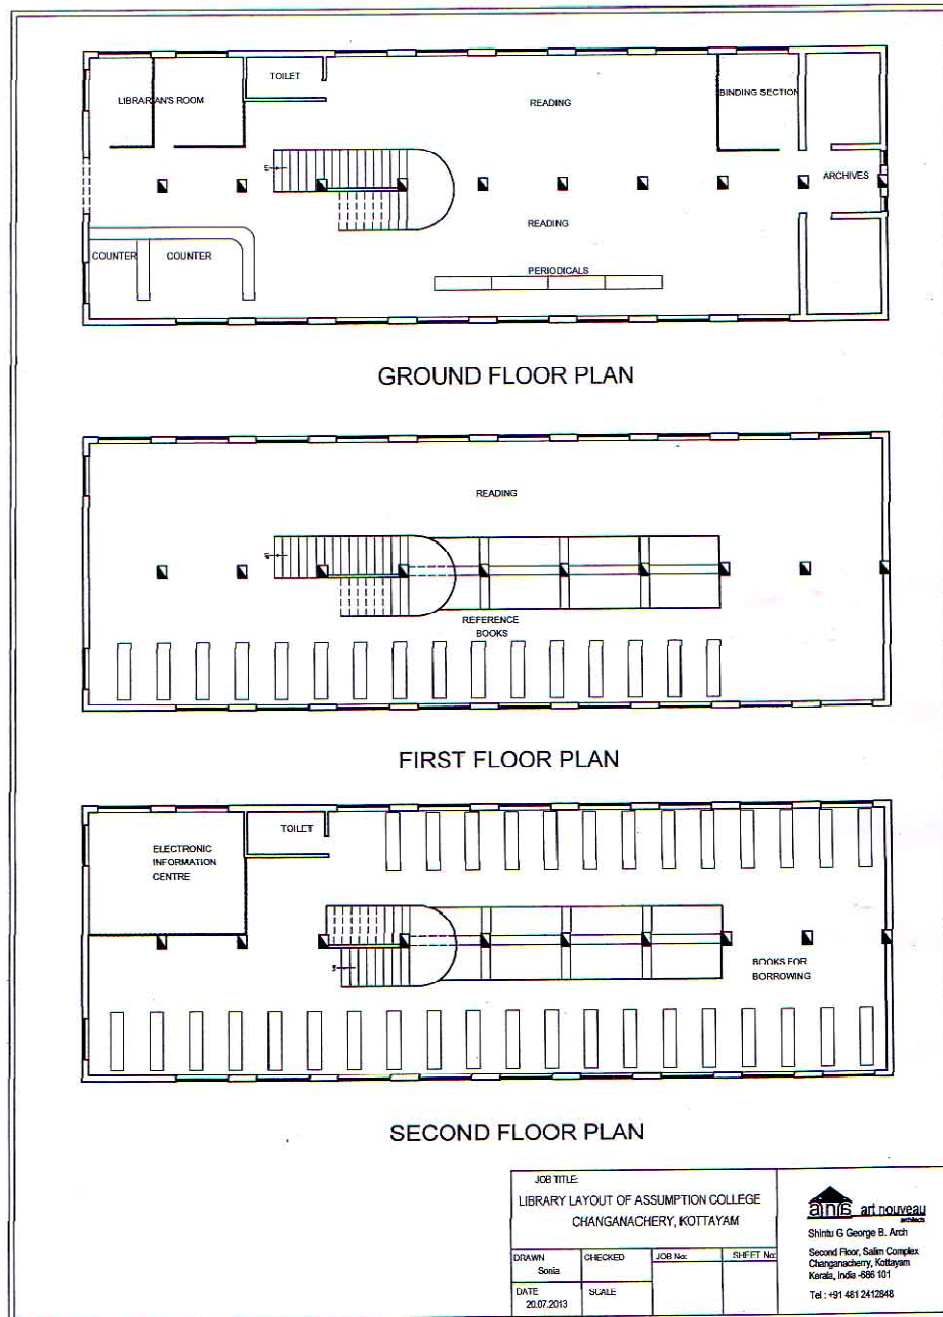 TOILET
LIBRARIAN'S ROOM
READING
BINDING SECTION
ARCHIVES
READING
COUNTER
COUNTER
PERIODICALS
GROUND FLOOR PLAN
READING
REFERENCE
BOOKS
FIRST FLOOR PLAN
TOILET
ELECTRONIC
INFORMATION
CENTRE
BOOKS FOR
BORROWING
SECOND FLOOR PLAN
JOB TITLE:
LIBRARY LAYOUT OF ASSUMPTION COLLEGE
CHANGANACHERY, KOTTAYAM
DRAWN
Sonia
CHECKED
JOB No:
SHEET No:
DATE
20.07.2013
SCALE
art nouveau
architects
Shintu G George B. Arch
Second Floor, Salim Complex
Changanacherry, Kottayam
Kerala, India -686 101
Tel : +91 481 2412848